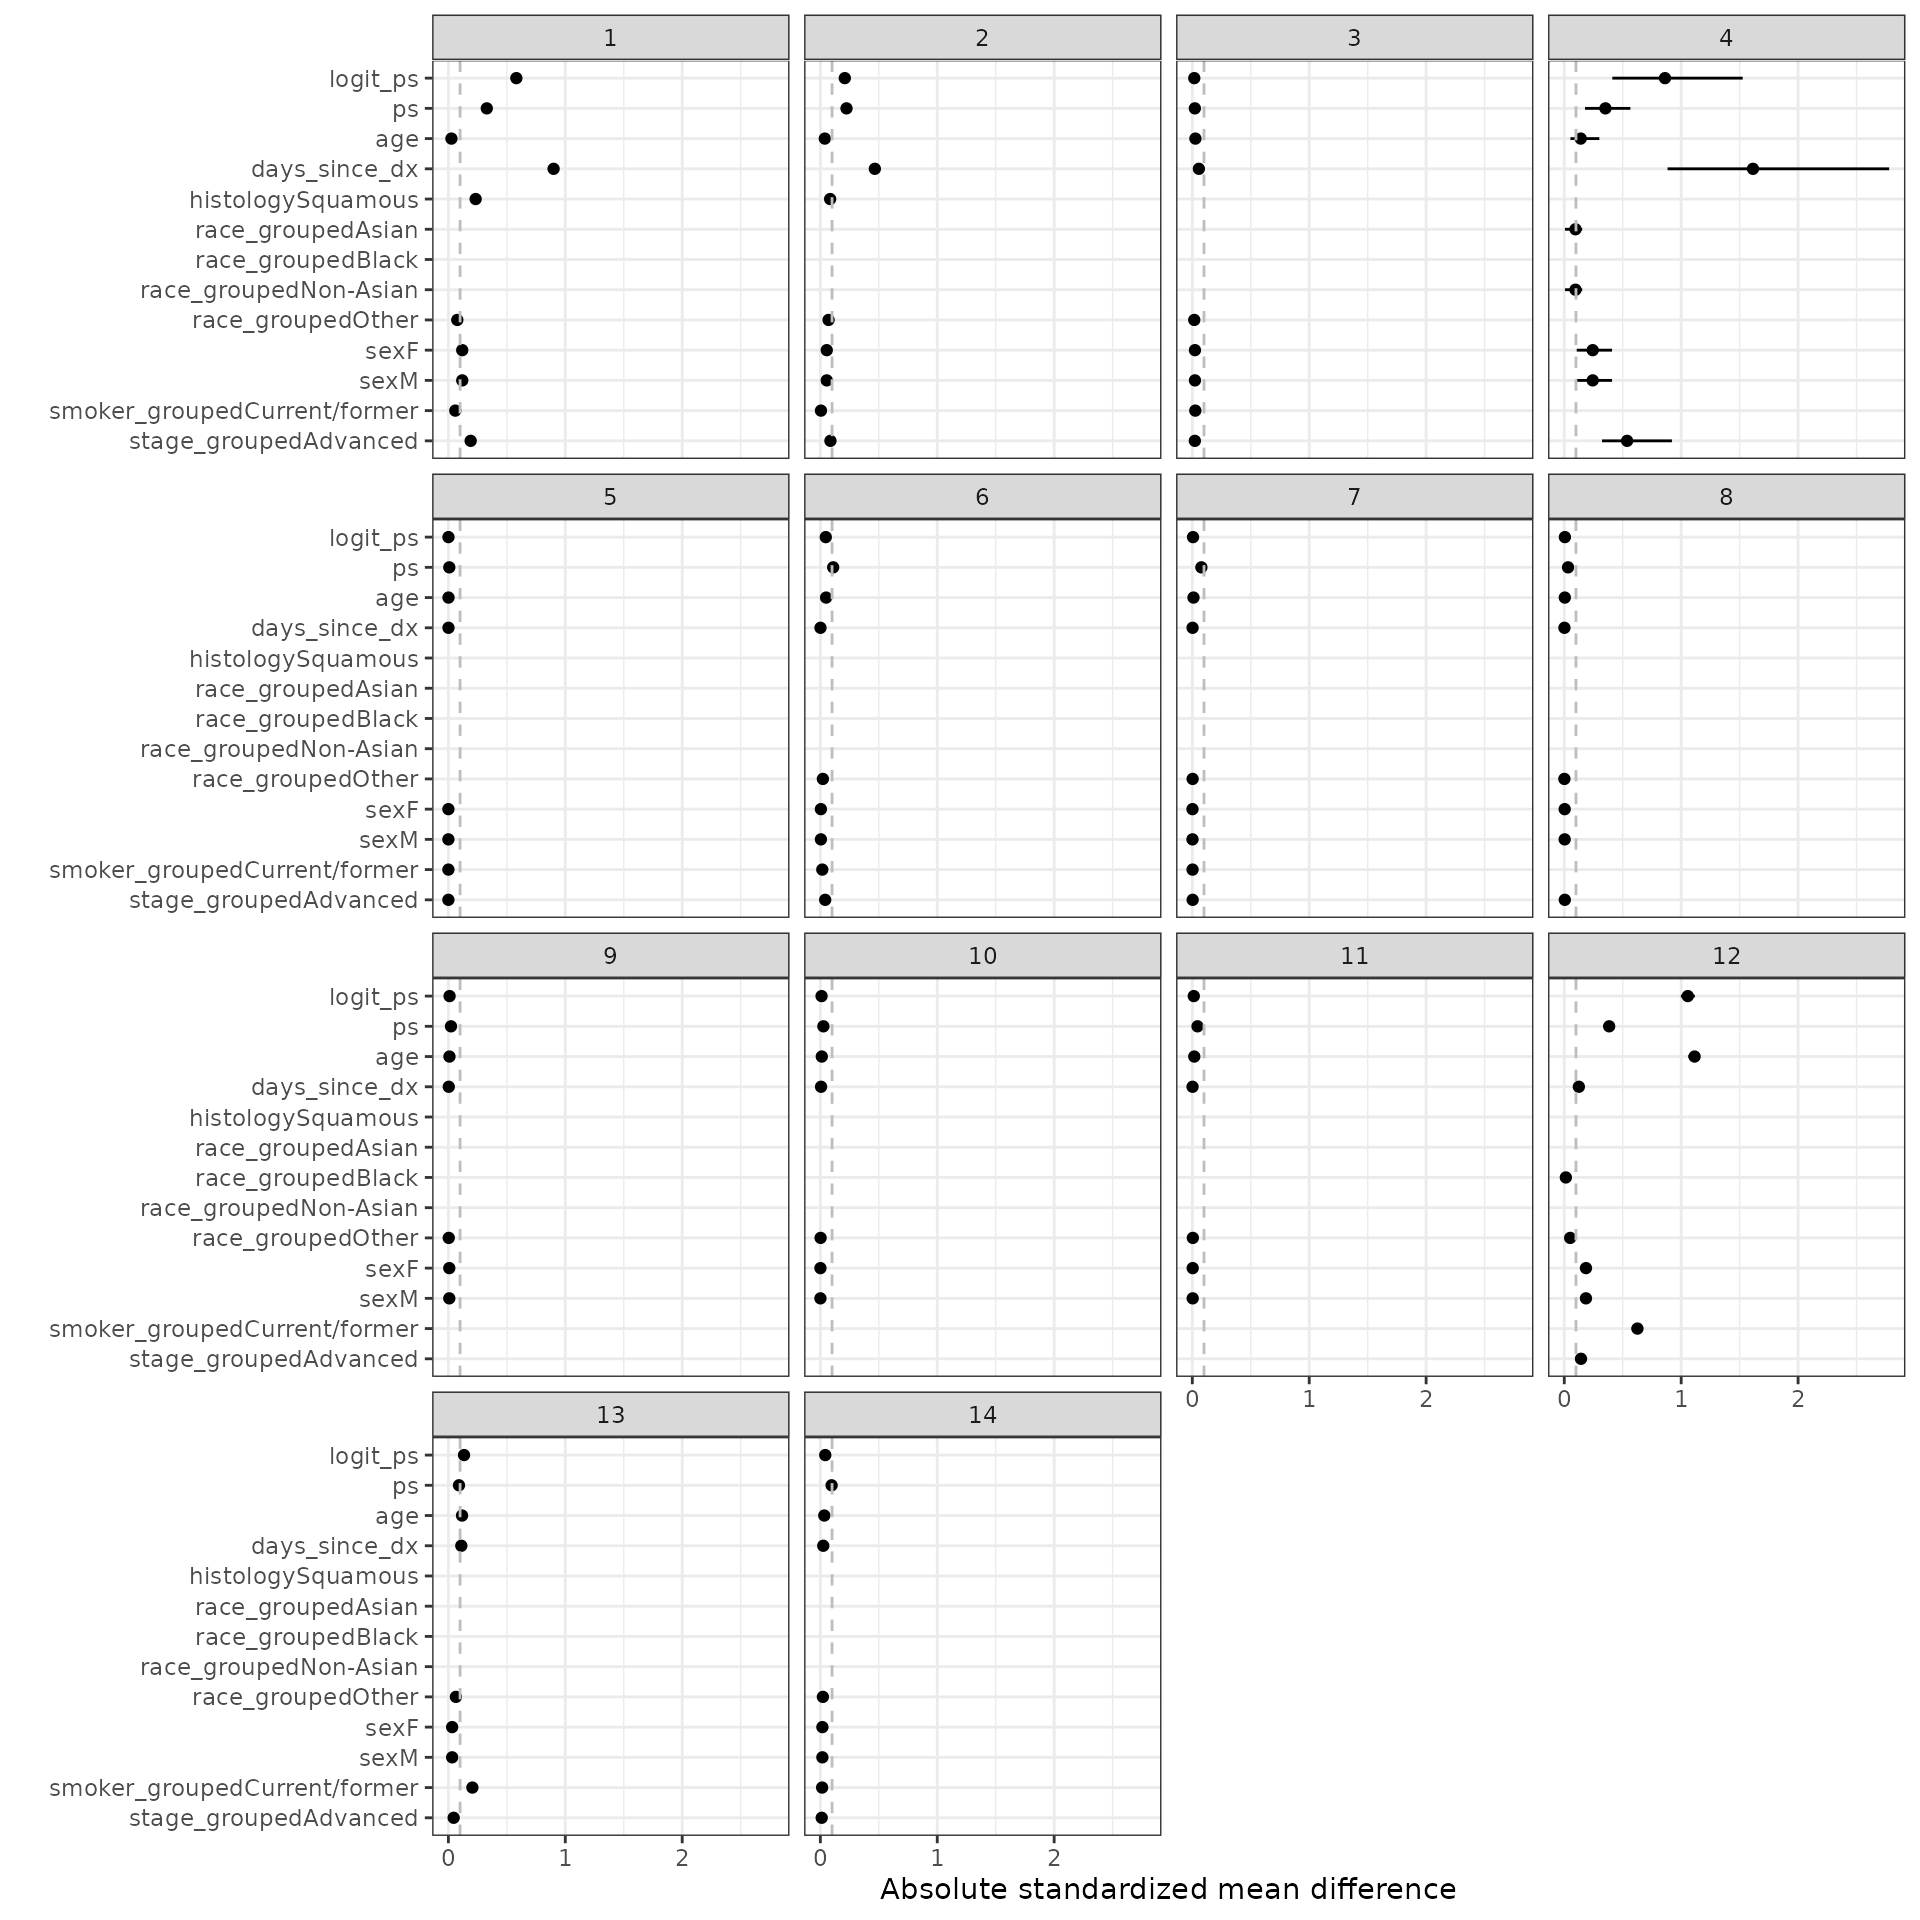 1 2 3 4
logit_ps
ps
age
days_since_dx
histologySquamous
race_groupedAsian
race_groupedBlack
race_groupedNon-Asian
race_groupedOther
sexF
sexM
smoker_groupedCurrent/former
stage_groupedAdvanced
5 6 7 8
logit_ps
ps
age
days_since_dx
histologySquamous
race_groupedAsian
race_groupedBlack
race_groupedNon-Asian
race_groupedOther
sexF
sexM
smoker_groupedCurrent/former
stage_groupedAdvanced
9 10 11 12
logit_ps
ps
age
days_since_dx
histologySquamous
race_groupedAsian
race_groupedBlack
race_groupedNon-Asian
race_groupedOther
sexF
sexM
smoker_groupedCurrent/former
stage_groupedAdvanced
0 1 2 0 1 2
13 14
logit_ps
ps
age
days_since_dx
histologySquamous
race_groupedAsian
race_groupedBlack
race_groupedNon-Asian
race_groupedOther
sexF
sexM
smoker_groupedCurrent/former
stage_groupedAdvanced
0 1 2 0 1 2
Absolute standardized mean difference